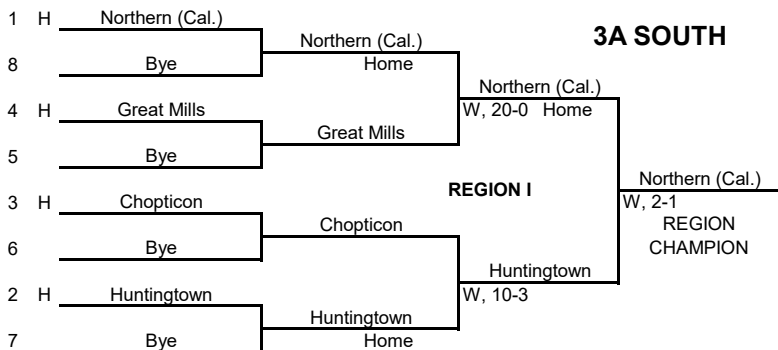 1 H Northern (Cal.)
Northern (Cal.)
3A SOUTH
8 Bye
Home
Northern (Cal.)
4 H Great Mills
W, 20-0 Home
Great Mills
5 Bye
REGION I
Northern (Cal.)
3 H Chopticon
W, 2-1
Chopticon
REGION
6 Bye
CHAMPION
Huntingtown
2 H Huntingtown
W, 10-3
Huntingtown
7 Bye
Home